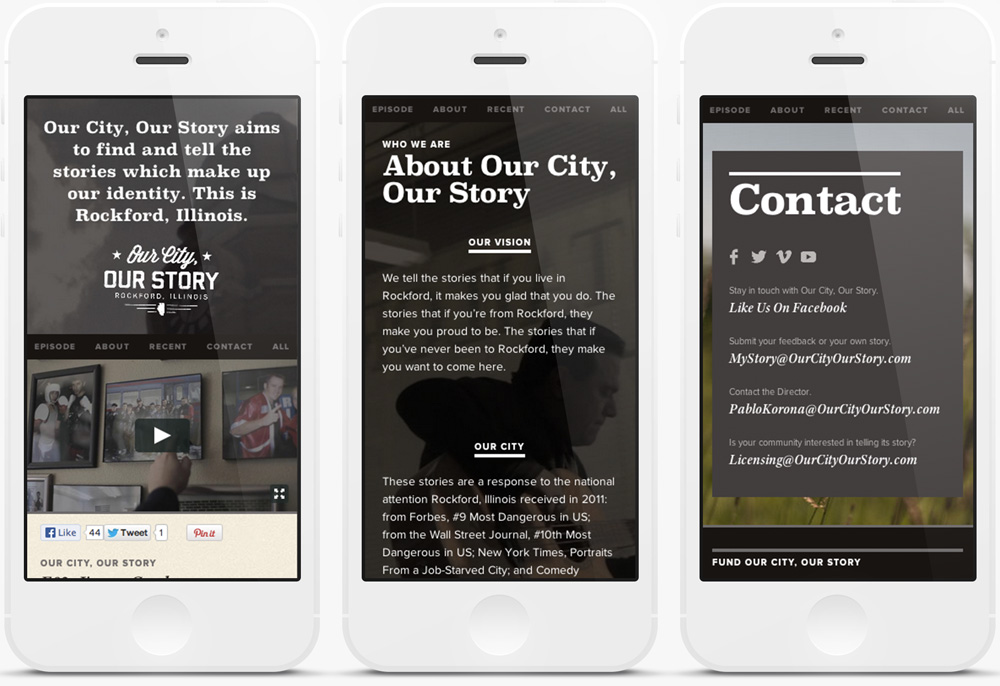 Our City, Our Story aims
to find and tell the
stories which make up
our identity. This is
Rockford, Illinois.
Our City,
OUR STORY
ROCKFORD, ILLINOIS
EPISODE ABOUT RECENT CONTACT ALL
Like 44 Tweet 1 Pin it
OUR CITY, OUR STORY
EPISODE ABOUT RECENT CONTACT ALL
WHO WE ARE
About Our City,
Our Story
OUR VISION
We tell the stories that if you live in
Rockford, it makes you glad that you do. The
stories that if you're from Rockford, they
make you proud to be. The stories that if
you've never been to Rockford, they make
you want to come here.
OUR CITY
These stories are a response to the national
attention Rockford, Illinois received in 2011:
from Forbes, #9 Most Dangerous in US;
from the Wall Street Journal, #10th Most
Dangerous in US; New York Times, Portraits
From a Job-Starved City; and Comedy
EPISODE ABOUT RECENT CONTACT ALL
Contact
Stay in touch with Our City, Our Story.
Like Us On Facebook
Submit your feedback or your own story.
MyStory@OurCityOurStory.com
Contact the Director.
PabloKorona@OurCityOurStory.com
Is your community interested in telling its story?
Licensing@OurCityOurStory.com
FUND OUR CITY, OUR STORY